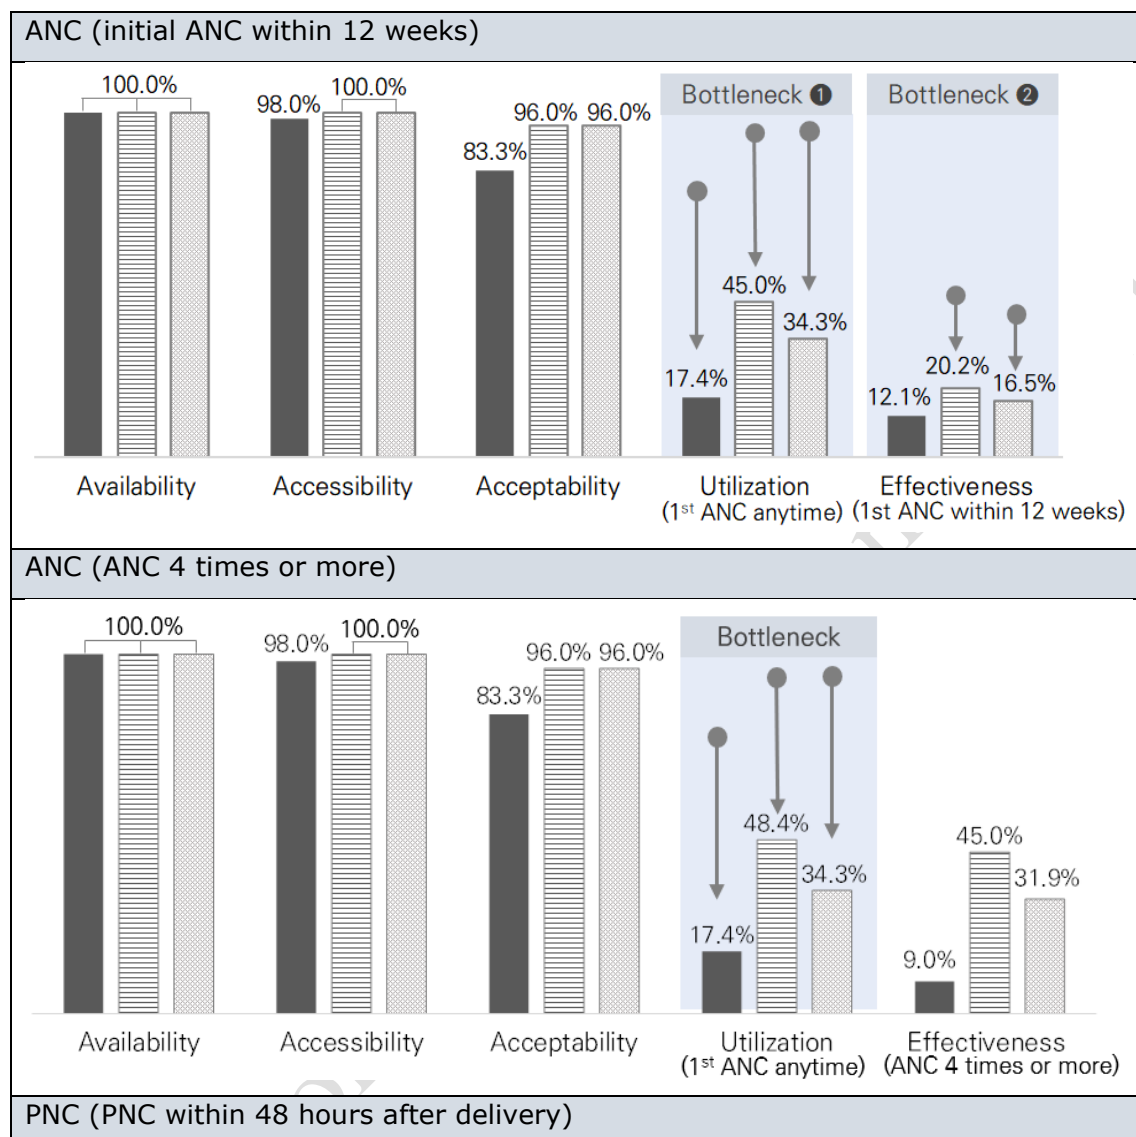 ANC (initial ANC within 12 weeks)
100.0%
98.0%
100.0%
83.3%
96.0% 96.0%
Bottleneck ❶
Bottleneck ❷
17.4%
45.0%
34.3%
12.1%
20.2%
16.5%
Availability
Accessibility
Acceptability
Utilization
(1st ANC anytime)
Effectiveness
(1st ANC within 12 weeks)
ANC (ANC 4 times or more)
100.0%
98.0%
100.0%
83.3%
96.0% 96.0%
Bottleneck
17.4%
48.4%
34.3%
9.0%
45.0%
31.9%
Availability
Accessibility
Acceptability
Utilization
(1st ANC anytime)
Effectiveness
(ANC 4 times or more)
PNC (PNC within 48 hours after delivery)